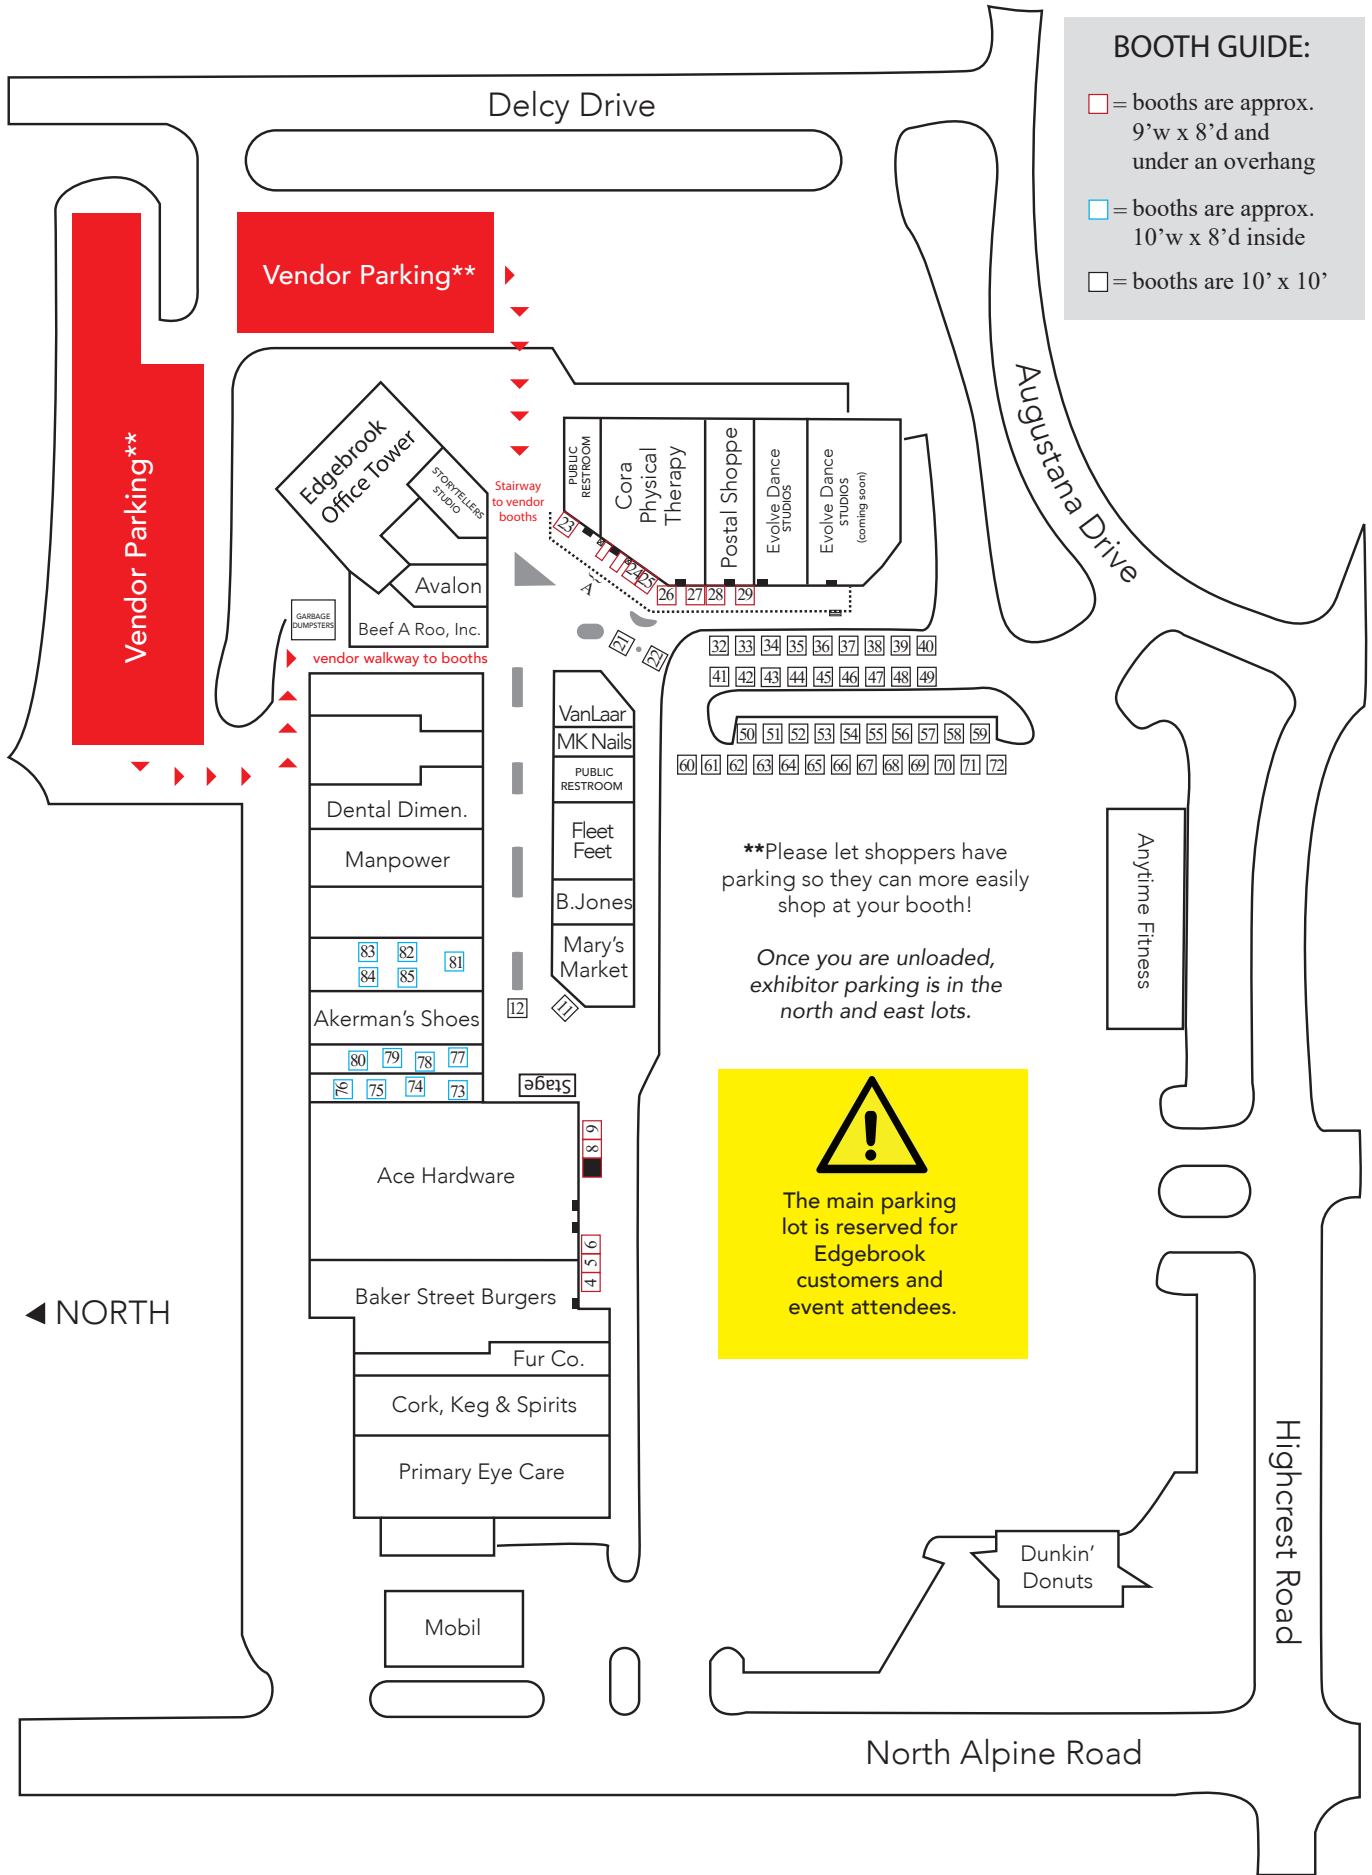 BOOTH GUIDE:
= booths are approx.
9’w x 8’d and
under an overhang
= booths are approx.
10’w x 8’d inside
= booths are 10’ x 10’
Delcy Drive
Vendor Parking**
Vendor Parking**
Augustana Drive
Edgebrook
Office Tower
STORYTELLERS
STUDIO
Avalon
Beef A Roo, Inc.
GARBAGE
DUMPSTERS
vendor walkway to booths
Stairway
to vendor
booths
PUBLIC
RESTROOM
Cora
Physical
Therapy
Postal Shoppe
Evolve Dance
STUDIOS
Evolve Dance
STUDIOS
(coming soon)
23
24
25
A
26
27
28
29
21
22
32 33 34 35 36 37 38 39 40
41 42 43 44 45 46 47 48 49
50 51 52 53 54 55 56 57 58 59
60 61 62 63 64 65 66 67 68 69 70 71 72
VanLaar
MK Nails
PUBLIC
RESTROOM
Fleet
Feet
B.Jones
Mary’s
Market
Dental Dimen.
Manpower
83 82 81
84 85
12
11
Akerman’s Shoes
80 79 78 77
76 75 74 73
Stage
Ace Hardware
8 9
4 5 6
Baker Street Burgers
Fur Co.
Cork, Keg & Spirits
Primary Eye Care
Mobil
**Please let shoppers have
parking so they can more easily
shop at your booth!
Once you are unloaded,
exhibitor parking is in the
north and east lots.
!
The main parking
lot is reserved for
Edgebrook
customers and
event attendees.
Anytime Fitness
NORTH
Dunkin’
Donuts
Highcrest Road
North Alpine Road